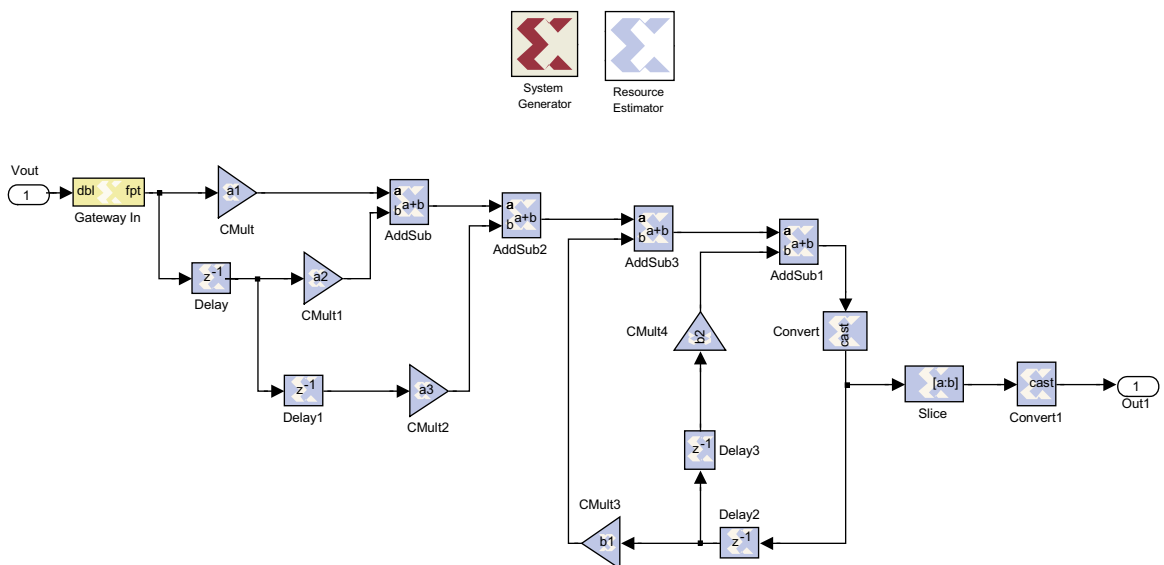 System
Generator
Resource
Estimator
Vout
1
dbl fpt
Gateway In
a1
CMult
a
b
a+b
AddSub
a
b
a+b
AddSub2
a
b
a+b
AddSub3
a
b
a+b
AddSub1
z-1
Delay
a2
CMult1
z-1
Delay1
a3
CMult2
CMult4
b2
Convert
cast
[a:b]
Slice
cast
Convert1
1
Out1
z-1
Delay3
CMult3
b1
Delay2
z-1